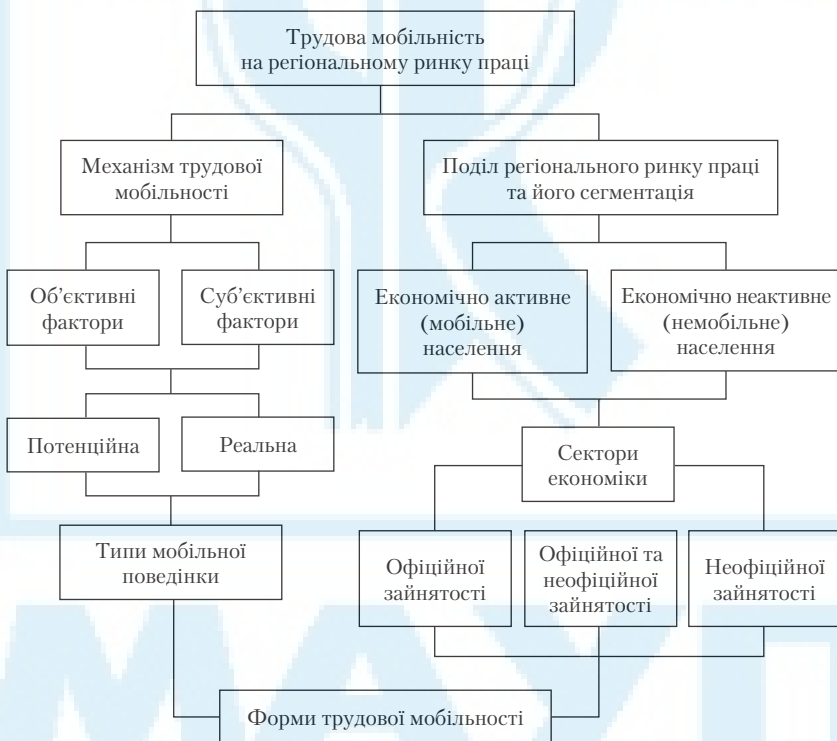 Трудова мобільність
на регіональному ринку праці
Механізм трудової
мобільності
Поділ регіонального ринку праці
та його сегментація
Об’єктивні
фактори
Суб’єктивні
фактори
Економічно активне
(мобільне)
населення
Економічно неактивне
(немобільне)
населення
Потенційна
Реальна
Сектори
економіки
Типи мобільної
поведінки
Офіційної
зайнятості
Офіційної та
неофіційної
зайнятості
Неофіційної
зайнятості
Форми трудової мобільності
МАУП